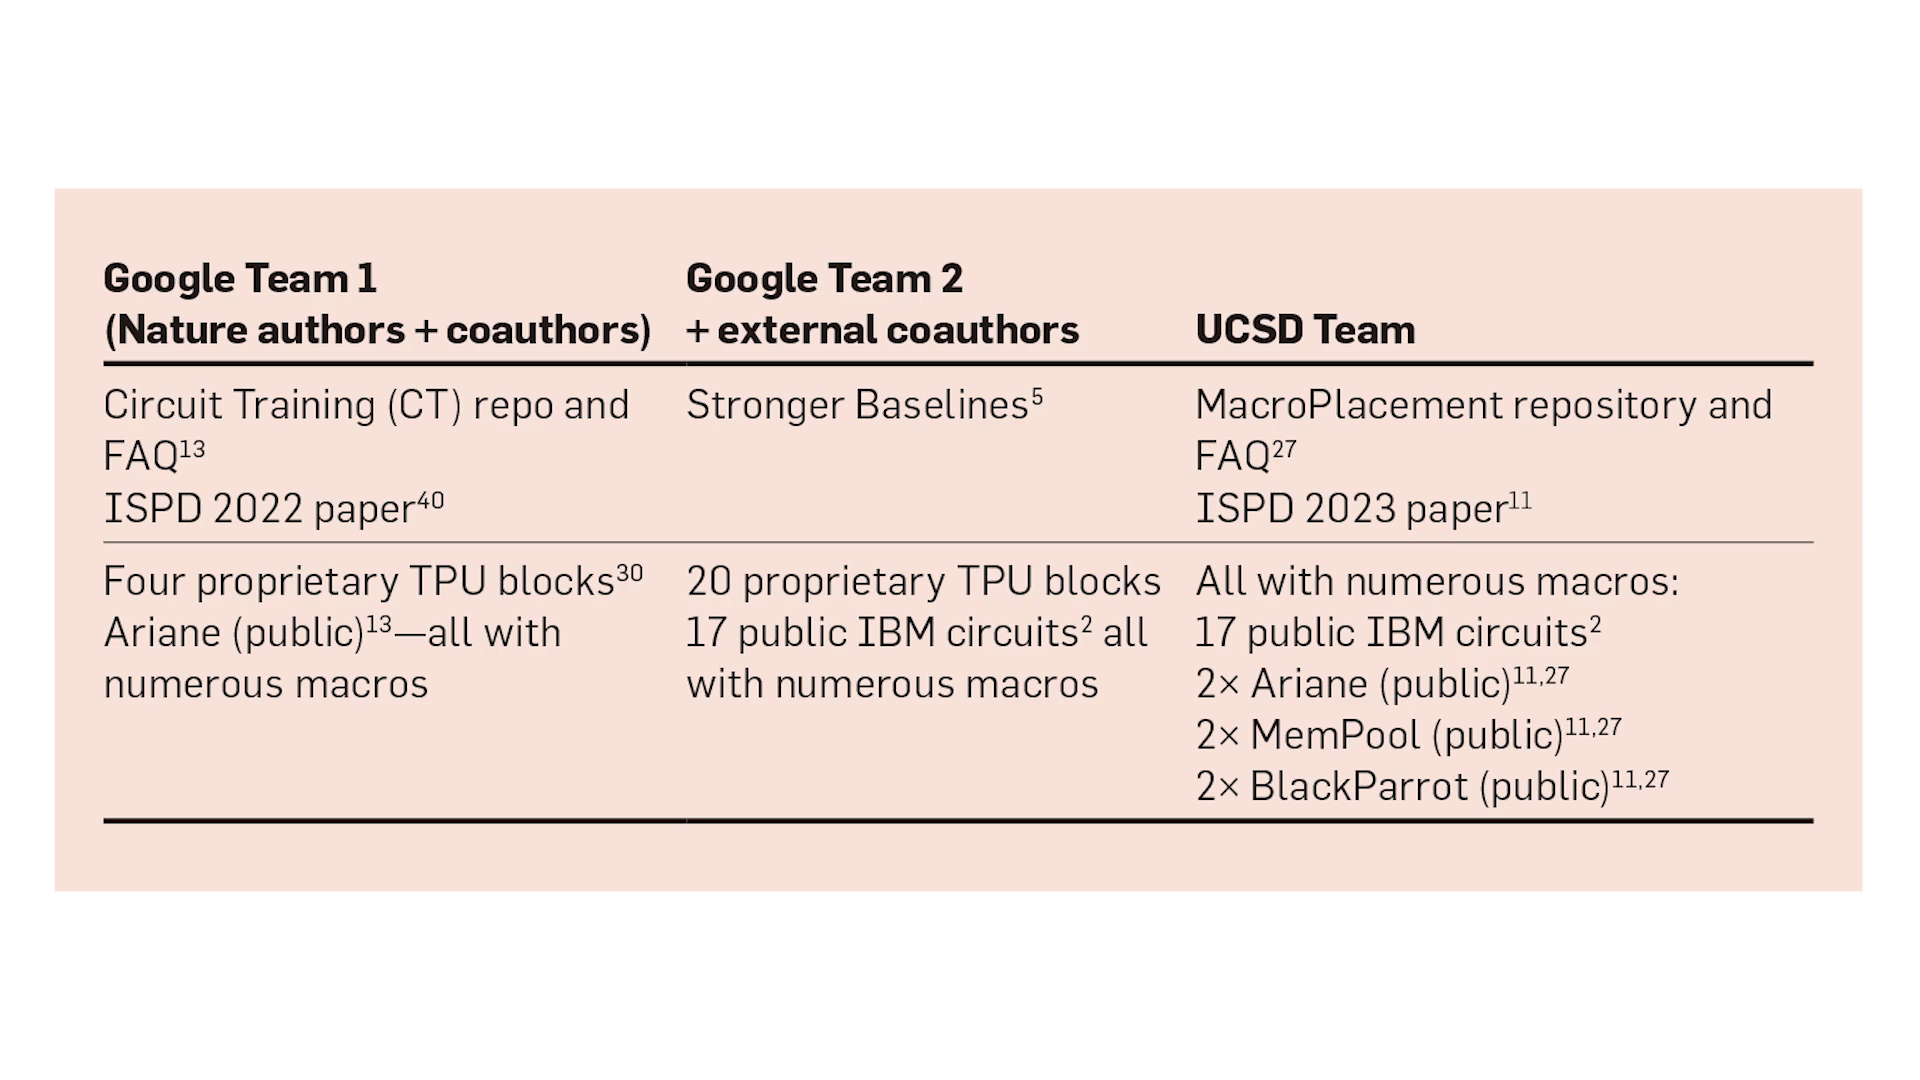 Google Team 1
(Nature authors + coauthors)
Google Team 2
+ external coauthors
UCSD Team
Circuit Training (CT) repo and
FAQ¹³
ISPD 2022 paper⁴⁰
Stronger Baselines⁵
MacroPlacement repository and
FAQ²⁷
ISPD 2023 paper¹¹
Four proprietary TPU blocks³⁰
Ariane (public)¹³—all with
numerous macros
20 proprietary TPU blocks
17 public IBM circuits² all
with numerous macros
All with numerous macros:
17 public IBM circuits²
2× Ariane (public)¹¹,²⁷
2× MemPool (public)¹¹,²⁷
2× BlackParrot (public)¹¹,²⁷